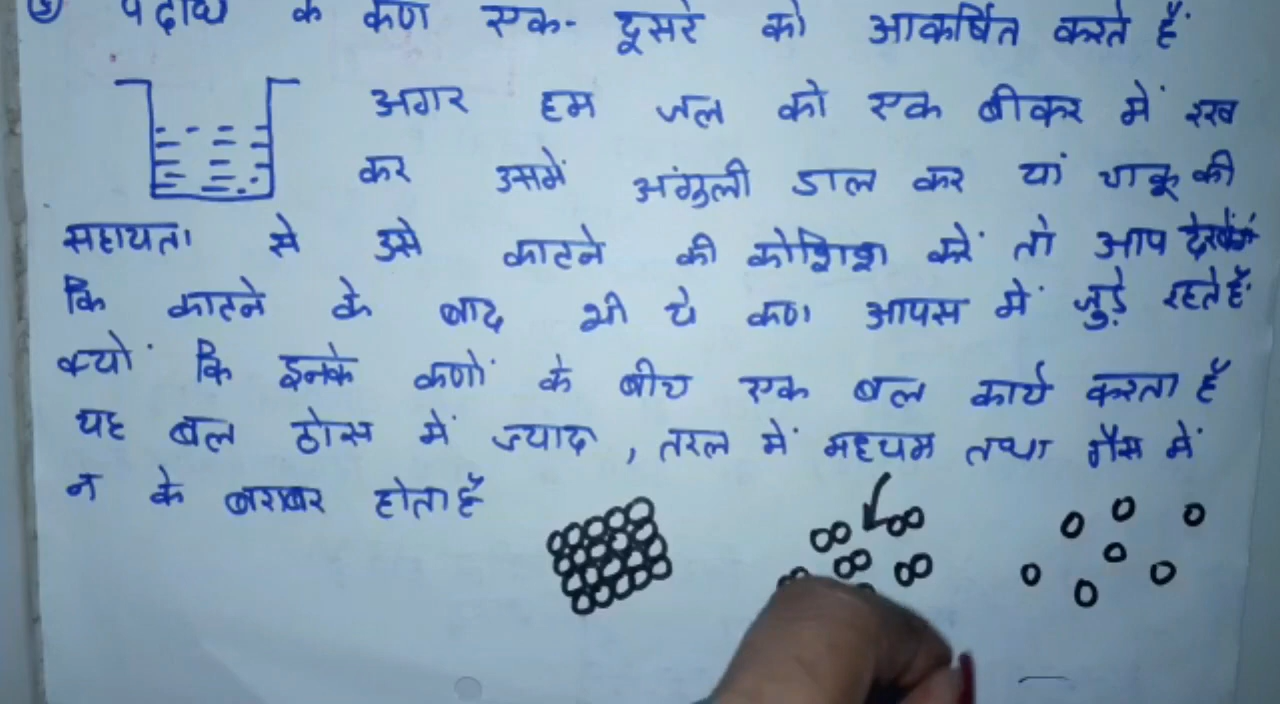 पदार्थ के कण एक-दूसरे को आकर्षित करते हैं
अगर हम जल को एक बीकर में रख
कर उसमें अंगुली डाल कर यां चाकू की
सहायता से उसे काटने की कोशिश करें तो आप देखेंगे
कि काटने के बाद भी ये कण आपस में जुड़े रहते हैं
क्यों कि इनके कणों के बीच एक बल कार्य करता है
यह बल ठोस में ज्यादा, तरल में मध्यम तथा गैस में
न के बराबर होता है